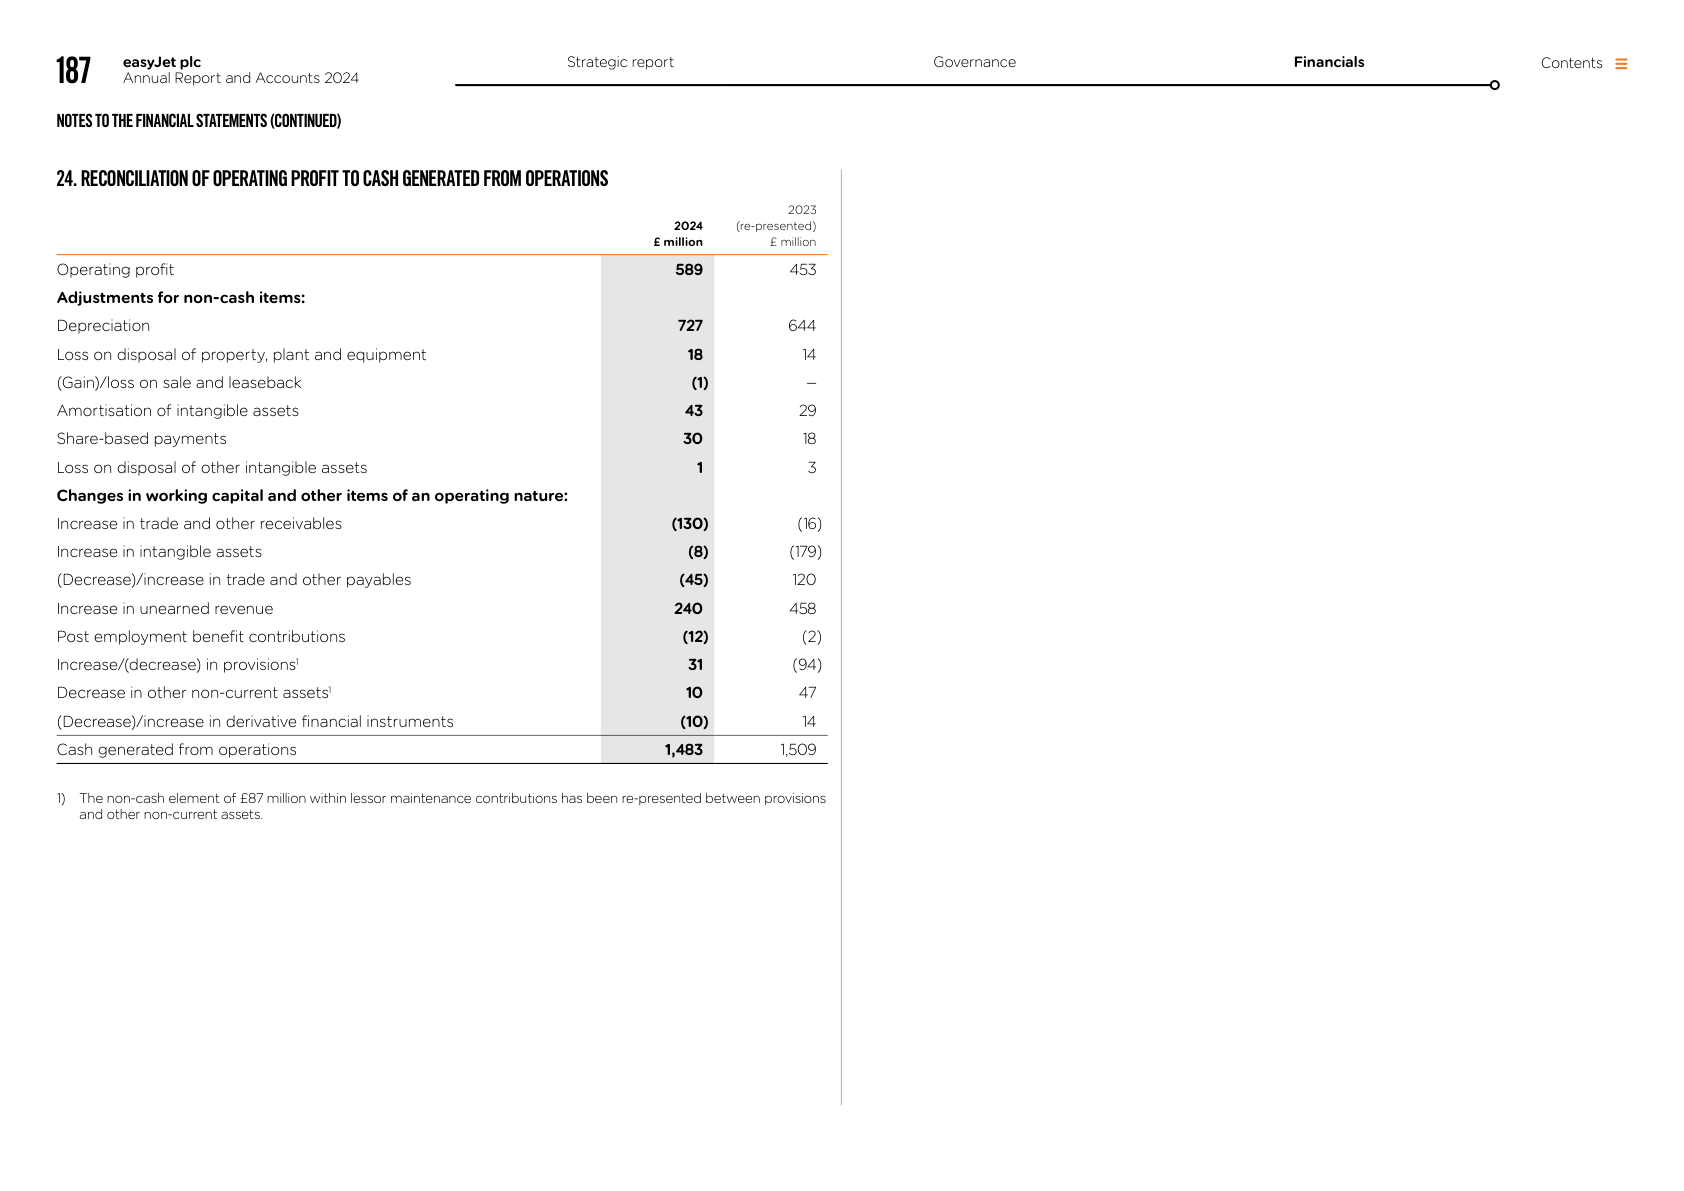 187 easyJet plc Strategic report Governance Financials Contents
Annual Report and Accounts 2024
NOTES TO THE FINANCIAL STATEMENTS (CONTINUED)
24. RECONCILIATION OF OPERATING PROFIT TO CASH GENERATED FROM OPERATIONS
2023
2024 (re-presented)
£ million £ million
Operating profit 589 453
Adjustments for non-cash items:
Depreciation 727 644
Loss on disposal of property, plant and equipment 18 14
(Gain)/loss on sale and leaseback (1) –
Amortisation of intangible assets 43 29
Share-based payments 30 18
Loss on disposal of other intangible assets 1 3
Changes in working capital and other items of an operating nature:
Increase in trade and other receivables (130) (16)
Increase in intangible assets (8) (179)
(Decrease)/increase in trade and other payables (45) 120
Increase in unearned revenue 240 458
Post employment benefit contributions (12) (2)
Increase/(decrease) in provisions¹ 31 (94)
Decrease in other non-current assets¹ 10 47
(Decrease)/increase in derivative financial instruments (10) 14
Cash generated from operations 1,483 1,509
1) The non-cash element of £87 million within lessor maintenance contributions has been re-presented between provisions
and other non-current assets.